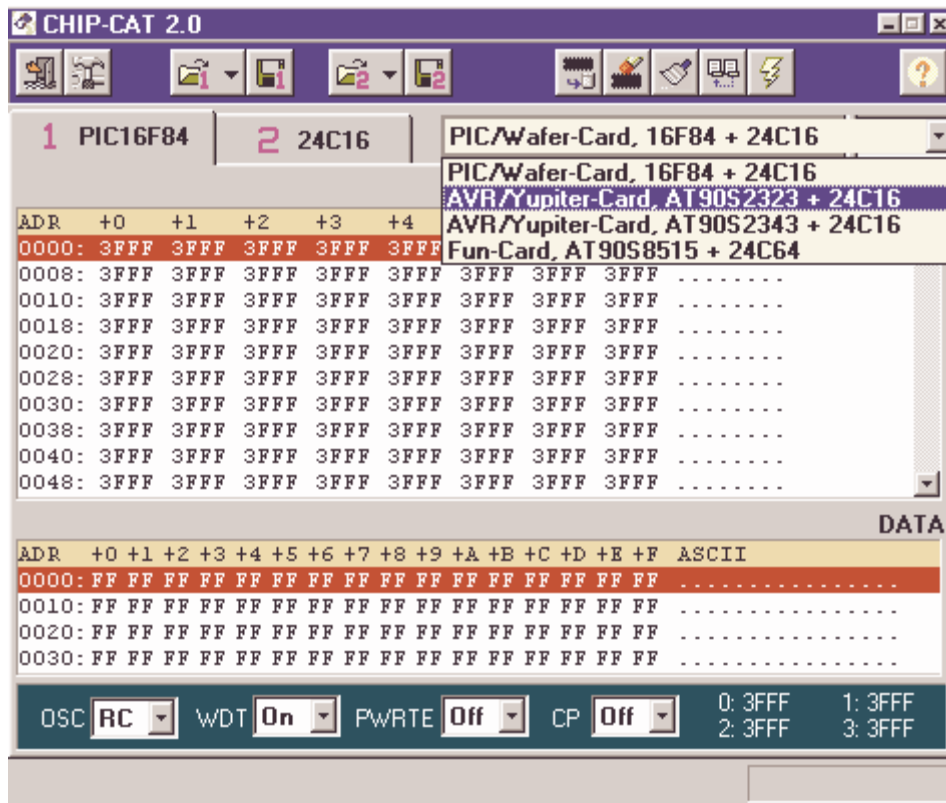 CHIP-CAT 2.0
1 1 2 2 ?
1 PIC16F84 2 24C16 PIC/Wafer-Card, 16F84 + 24C16
PIC/Wafer-Card, 16F84 + 24C16
AVR/Yupiter-Card, AT90S2323 + 24C16
AVR/Yupiter-Card, AT90S2343 + 24C16
Fun-Card, AT90S8515 + 24C64
ADR +0 +1 +2 +3 +4
0000: 3FFF 3FFF 3FFF 3FFF 3FFF
0008: 3FFF 3FFF 3FFF 3FFF 3FFF 3FFF 3FFF 3FFF ........
0010: 3FFF 3FFF 3FFF 3FFF 3FFF 3FFF 3FFF 3FFF ........
0018: 3FFF 3FFF 3FFF 3FFF 3FFF 3FFF 3FFF 3FFF ........
0020: 3FFF 3FFF 3FFF 3FFF 3FFF 3FFF 3FFF 3FFF ........
0028: 3FFF 3FFF 3FFF 3FFF 3FFF 3FFF 3FFF 3FFF ........
0030: 3FFF 3FFF 3FFF 3FFF 3FFF 3FFF 3FFF 3FFF ........
0038: 3FFF 3FFF 3FFF 3FFF 3FFF 3FFF 3FFF 3FFF ........
0040: 3FFF 3FFF 3FFF 3FFF 3FFF 3FFF 3FFF 3FFF ........
0048: 3FFF 3FFF 3FFF 3FFF 3FFF 3FFF 3FFF 3FFF ........
DATA
ADR +0 +1 +2 +3 +4 +5 +6 +7 +8 +9 +A +B +C +D +E +F ASCII
0000: FF FF FF FF FF FF FF FF FF FF FF FF FF FF FF FF ................
0010: FF FF FF FF FF FF FF FF FF FF FF FF FF FF FF FF ................
0020: FF FF FF FF FF FF FF FF FF FF FF FF FF FF FF FF ................
0030: FF FF FF FF FF FF FF FF FF FF FF FF FF FF FF FF ................
OSC RC WDT On PWRTE Off CP Off 0: 3FFF 1: 3FFF
2: 3FFF 3: 3FFF